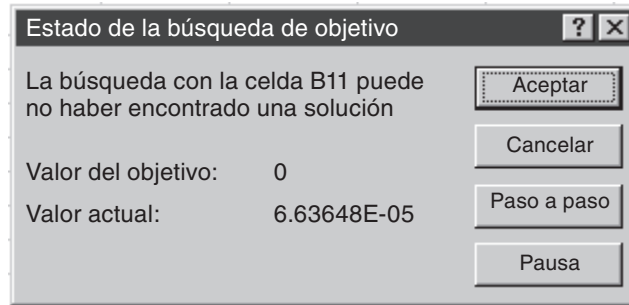 Estado de la búsqueda de objetivo
? ×
La búsqueda con la celda B11 puede
no haber encontrado una solución
Valor del objetivo: 0
Valor actual: 6.63648E-05
Aceptar
Cancelar
Paso a paso
Pausa